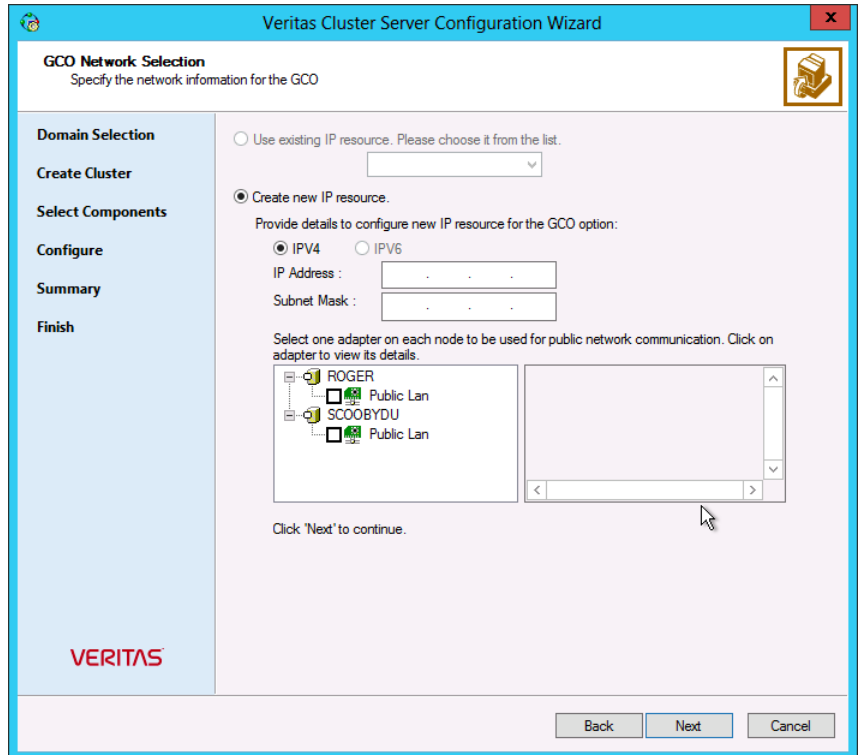 Veritas Cluster Server Configuration Wizard
x
GCO Network Selection
Specify the network information for the GCO
Domain Selection
Create Cluster
Select Components
Configure
Summary
Finish
VERITAS
Use existing IP resource. Please choose it from the list.
Create new IP resource.
Provide details to configure new IP resource for the GCO option:
IPV4 IPV6
IP Address : . . .
Subnet Mask : . . .
Select one adapter on each node to be used for public network communication. Click on
adapter to view its details.
ROGER
Public Lan
SCOOBYDU
Public Lan
Click 'Next' to continue.
Back Next Cancel